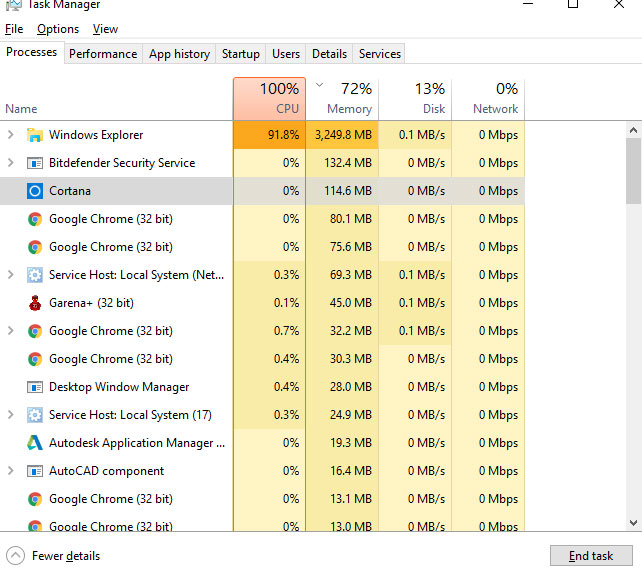 Task Manager
File Options View
Processes Performance App history Startup Users Details Services
100% 72% 13% 0%
Name CPU Memory Disk Network
Windows Explorer 91.8% 3,249.8 MB 0.1 MB/s 0 Mbps
Bitdefender Security Service 0% 132.4 MB 0 MB/s 0 Mbps
Cortana 0% 114.6 MB 0 MB/s 0 Mbps
Google Chrome (32 bit) 0% 80.1 MB 0 MB/s 0 Mbps
Google Chrome (32 bit) 0% 75.6 MB 0 MB/s 0 Mbps
Service Host: Local System (Net... 0.3% 69.3 MB 0.1 MB/s 0 Mbps
Garena+ (32 bit) 0.1% 45.0 MB 0.1 MB/s 0 Mbps
Google Chrome (32 bit) 0.7% 32.2 MB 0.1 MB/s 0 Mbps
Google Chrome (32 bit) 0.4% 30.3 MB 0 MB/s 0 Mbps
Desktop Window Manager 0.4% 28.0 MB 0 MB/s 0 Mbps
Service Host: Local System (17) 0.3% 24.9 MB 0 MB/s 0 Mbps
Autodesk Application Manager ... 0% 19.3 MB 0 MB/s 0 Mbps
AutoCAD component 0% 16.4 MB 0 MB/s 0 Mbps
Google Chrome (32 bit) 0% 13.1 MB 0 MB/s 0 Mbps
Google Chrome (32 bit) 0% 13.0 MB 0 MB/s 0 Mbps
Fewer details End task